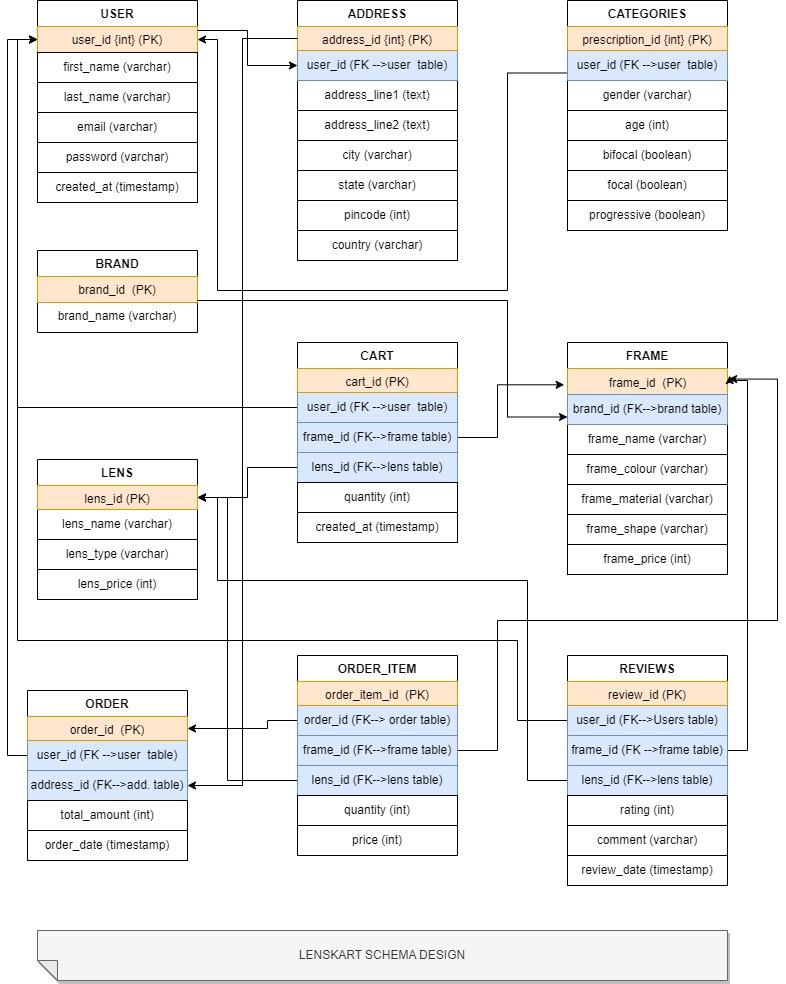 USER
user_id {int} (PK)
first_name (varchar)
last_name (varchar)
email (varchar)
password (varchar)
created_at (timestamp)
ADDRESS
address_id {int} (PK)
user_id (FK -->user table)
address_line1 (text)
address_line2 (text)
city (varchar)
state (varchar)
pincode (int)
country (varchar)
CATEGORIES
prescription_id {int} (PK)
user_id (FK -->user table)
gender (varchar)
age (int)
bifocal (boolean)
focal (boolean)
progressive (boolean)
BRAND
brand_id (PK)
brand_name (varchar)
CART
cart_id (PK)
user_id (FK -->user table)
frame_id (FK-->frame table)
lens_id (FK-->lens table)
quantity (int)
created_at (timestamp)
FRAME
frame_id (PK)
brand_id (FK-->brand table)
frame_name (varchar)
frame_colour (varchar)
frame_material (varchar)
frame_shape (varchar)
frame_price (int)
LENS
lens_id (PK)
lens_name (varchar)
lens_type (varchar)
lens_price (int)
ORDER
order_id (PK)
user_id (FK -->user table)
address_id (FK-->add. table)
total_amount (int)
order_date (timestamp)
ORDER_ITEM
order_item_id (PK)
order_id (FK--> order table)
frame_id (FK-->frame table)
lens_id (FK-->lens table)
quantity (int)
price (int)
REVIEWS
review_id (PK)
user_id (FK-->Users table)
frame_id (FK -->frame table)
lens_id (FK-->lens table)
rating (int)
comment (varchar)
review_date (timestamp)
LENSKART SCHEMA DESIGN